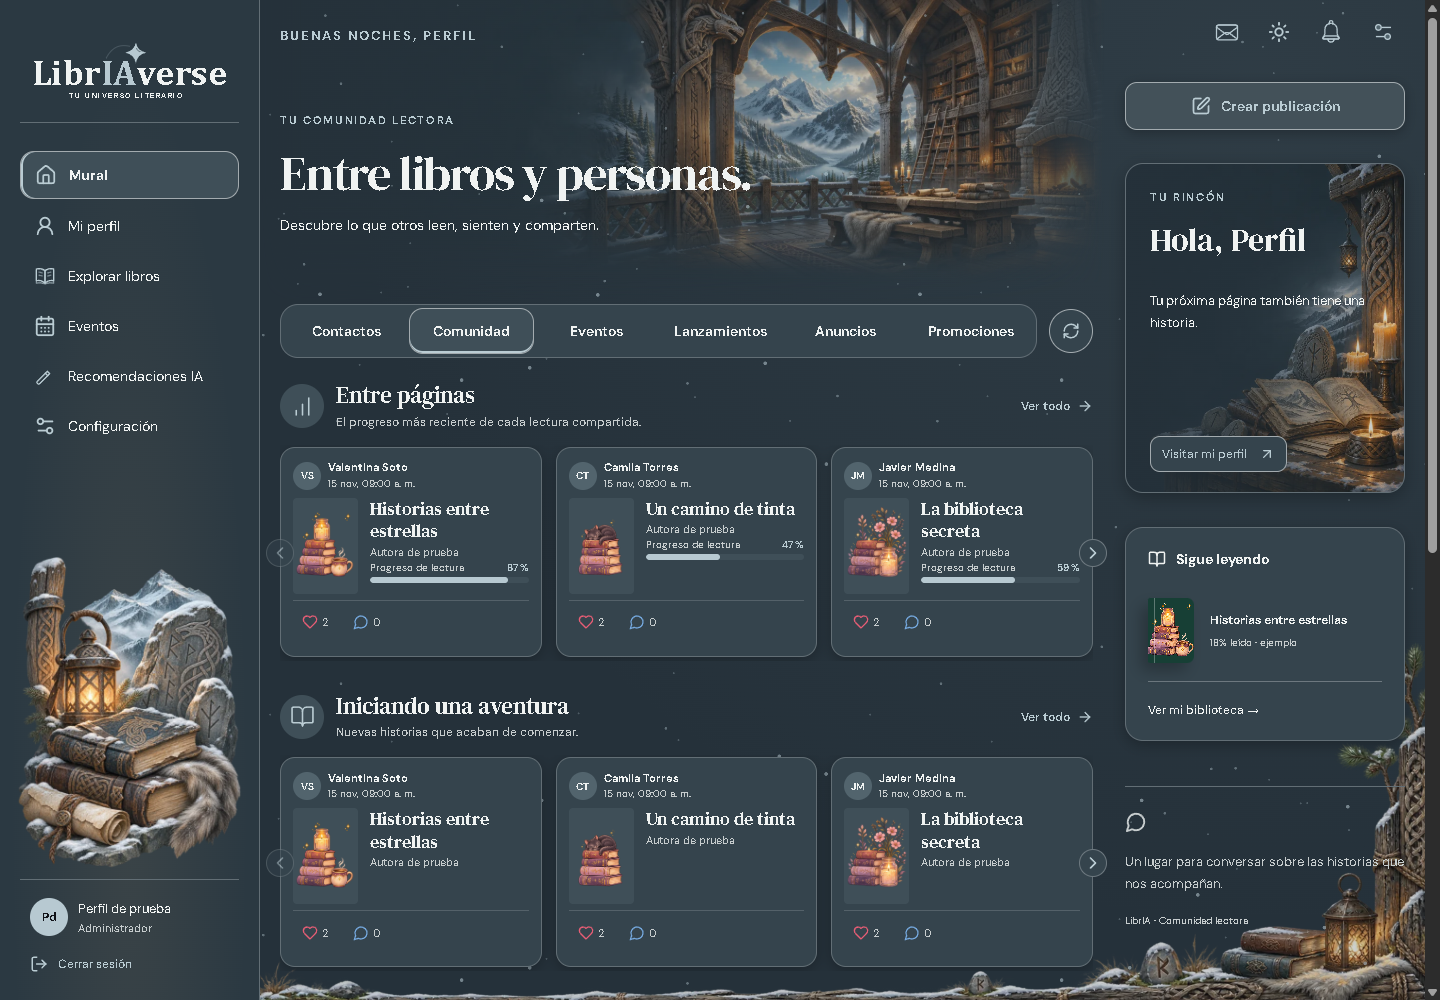 LibrIAverse
TU UNIVERSO LITERARIO
Mural
Mi perfil
Explorar libros
Eventos
Recomendaciones IA
Configuración
Pd
Perfil de prueba
Administrador
Cerrar sesión
BUENAS NOCHES, PERFIL
TU COMUNIDAD LECTORA
Entre libros y personas.
Descubre lo que otros leen, sienten y comparten.
Contactos
Comunidad
Eventos
Lanzamientos
Anuncios
Promociones
Entre páginas
El progreso más reciente de cada lectura compartida.
Ver todo →
VS
Valentina Soto
15 nov, 09:00 a. m.
Historias entre
estrellas
Autora de prueba
Progreso de lectura 87 %
2 0
CT
Camila Torres
15 nov, 09:00 a. m.
Un camino de tinta
Autora de prueba
Progreso de lectura 47 %
2 0
JM
Javier Medina
15 nov, 09:00 a. m.
La biblioteca
secreta
Autora de prueba
Progreso de lectura 59 %
2 0
Iniciando una aventura
Nuevas historias que acaban de comenzar.
Ver todo →
VS
Valentina Soto
15 nov, 09:00 a. m.
Historias entre
estrellas
Autora de prueba
2 0
CT
Camila Torres
15 nov, 09:00 a. m.
Un camino de tinta
Autora de prueba
2 0
JM
Javier Medina
15 nov, 09:00 a. m.
La biblioteca
secreta
Autora de prueba
2 0
Crear publicación
TU RINCÓN
Hola, Perfil
Tu próxima página también tiene una
historia.
Visitar mi perfil
Sigue leyendo
Historias entre estrellas
18% leído · ejemplo
Ver mi biblioteca →
Un lugar para conversar sobre las historias que
nos acompañan.
LibrIA · Comunidad lectora